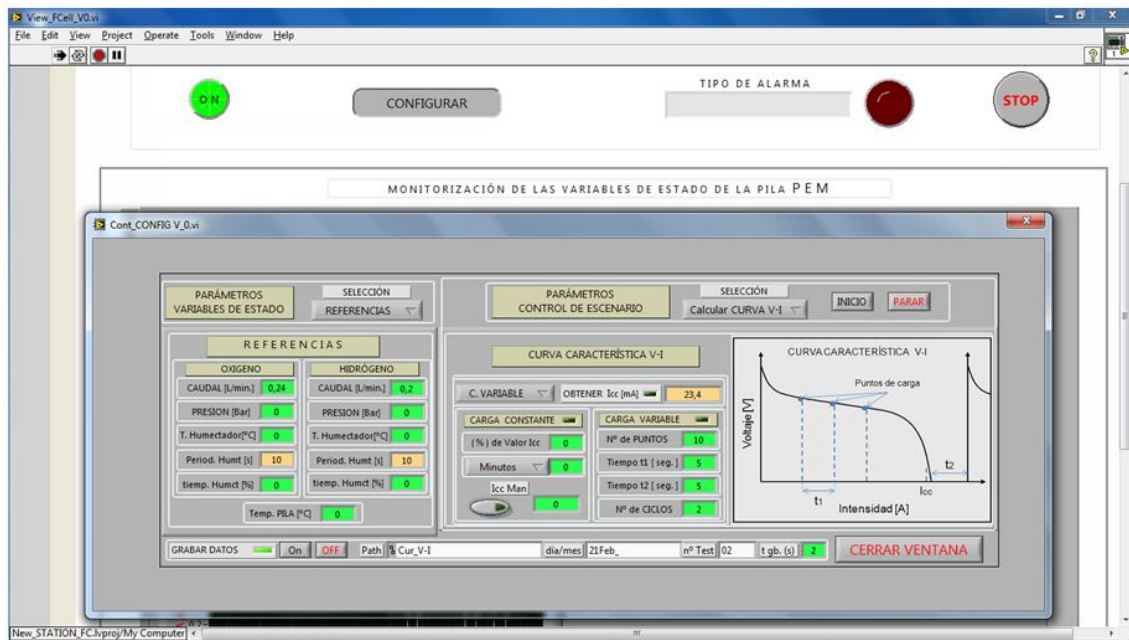 View_FCell_V0.vi
File Edit View Project Operate Tools Window Help
ON
CONFIGURAR
TIPO DE ALARMA
STOP
MONITORIZACIÓN DE LAS VARIABLES DE ESTADO DE LA PILA PEM
Cont_CONFIG V_0.vi
PARÁMETROS
VARIABLES DE ESTADO
SELECCIÓN
REFERENCIAS
PARÁMETROS
CONTROL DE ESCENARIO
SELECCIÓN
Calcular CURVA V-I
INICIO
PARAR
REFERENCIAS
OXIGENO
CAUDAL [L/min.] 0,24
PRESION [Bar] 0
T. Humectador[ºC] 0
Period. Humt [s] 10
tiemp. Humct [%] 0
HIDRÓGENO
CAUDAL [L/min.] 0,2
PRESION [Bar] 0
T. Humectador[ºC] 0
Period. Humt [s] 10
tiemp. Humct [%] 0
Temp. PILA [ºC] 0
CURVA CARACTERÍSTICA V-I
C. VARIABLE OBTENER Icc [mA] 23,4
CARGA CONSTANTE
(%) de Valor Icc 0
Minutos 0
Icc Man
0
CARGA VARIABLE
Nº de PUNTOS 10
Tiempo t1 [ seg. ] 5
Tiempo t2 [ seg. ] 5
Nº de CICLOS 2
CURVA CARACTERÍSTICA V-I
Puntos de carga
Voltaje [V]
t2
Icc
t1
Intensidad [A]
GRABAR DATOS On OFF Path Cur_V-I día/mes 21Feb_ nº Test 02 t gb. (s) 2 CERRAR VENTANA
New_STATION_FC.lvproj/My Computer